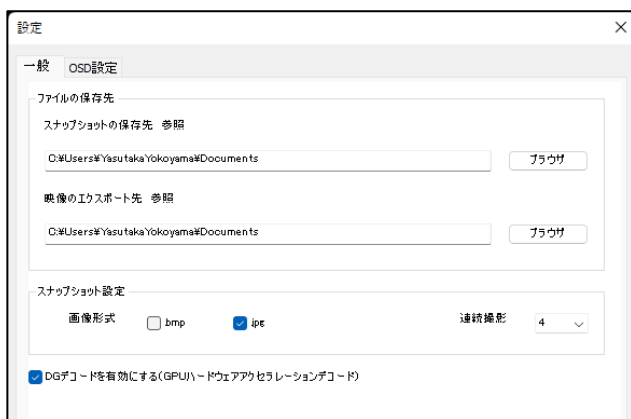 設定
一般 OSD設定
ファイルの保存先
スナップショットの保存先 参照
C:¥Users¥YasutakaYokoyama¥Documents ブラウザ
映像のエクスポート先 参照
C:¥Users¥YasutakaYokoyama¥Documents ブラウザ
スナップショット設定
画像形式 bmp jpg 連続撮影 4
DGデコードを有効にする(GPUハードウェアアクセラレーションデコード)